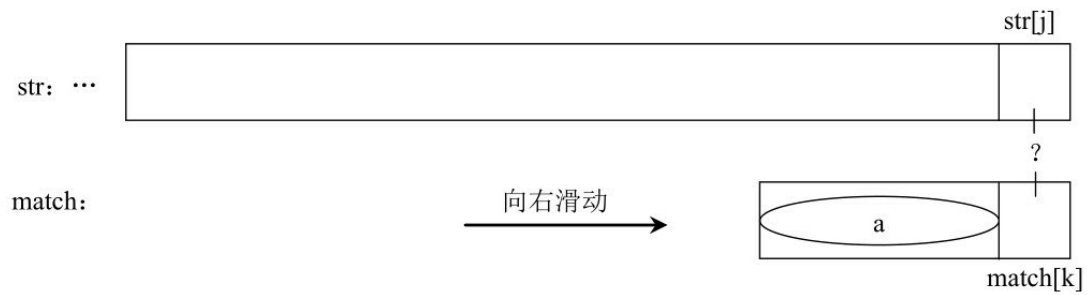 str[j]
str：…
?
match：
向右滑动
a
match[k]